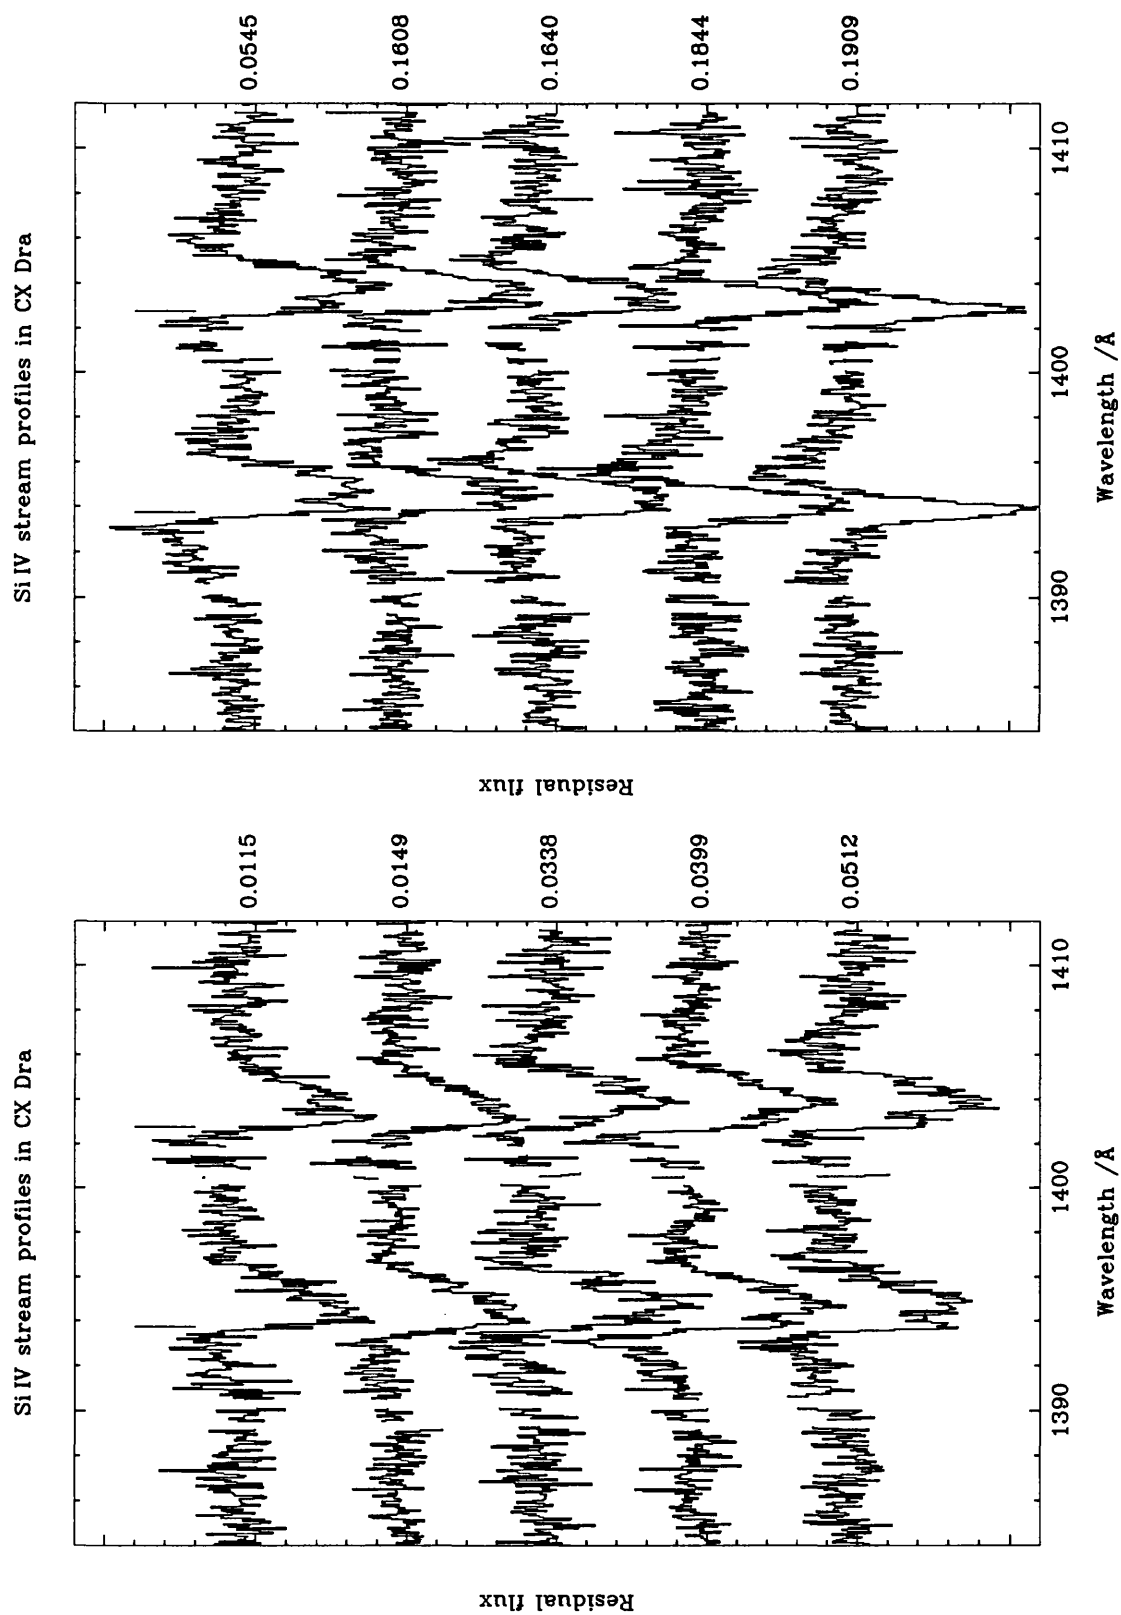 Si IV stream profiles in CX Dra
Residual flux
0.0115
0.0149
0.0338
0.0399
0.0512
1390
1400
1410
Wavelength /Å
Si IV stream profiles in CX Dra
Residual flux
0.0545
0.1608
0.1640
0.1844
0.1909
1390
1400
1410
Wavelength /Å